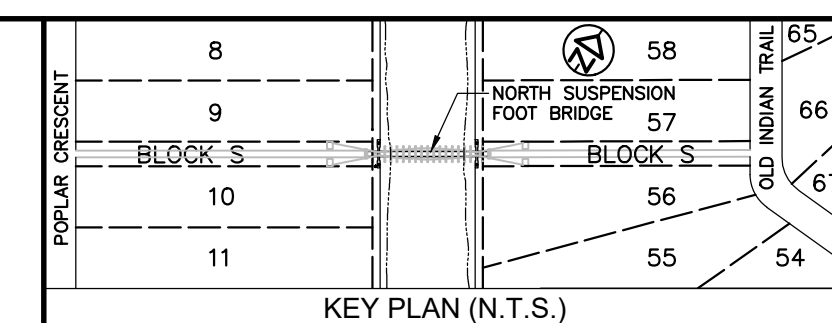 8
58
65
9
NORTH SUSPENSION
FOOT BRIDGE
57
66
POPLAR CRESCENT
BLOCK S
BLOCK S
OLD INDIAN TRAIL
10
56
11
55
54
KEY PLAN (N.T.S.)